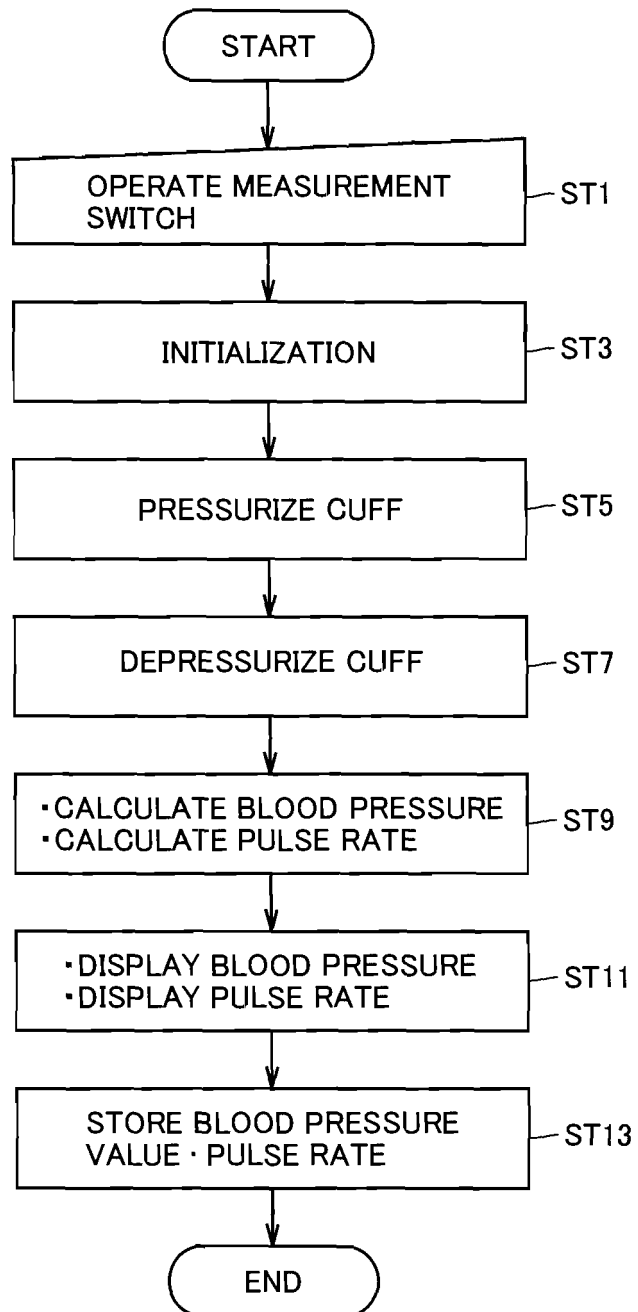 START
OPERATE MEASUREMENT
SWITCH
ST1
INITIALIZATION
ST3
PRESSURIZE CUFF
ST5
DEPRESSURIZE CUFF
ST7
・CALCULATE BLOOD PRESSURE
・CALCULATE PULSE RATE
ST9
・DISPLAY BLOOD PRESSURE
・DISPLAY PULSE RATE
ST11
STORE BLOOD PRESSURE
VALUE・PULSE RATE
ST13
END